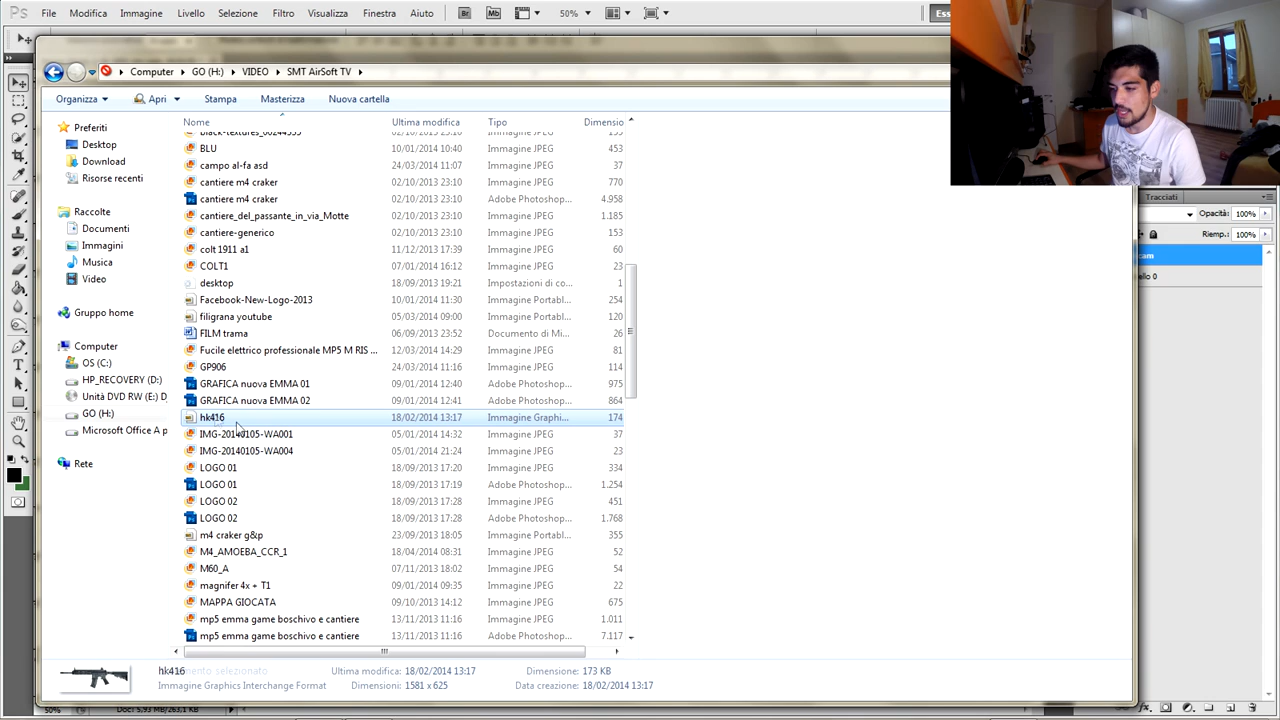 Ps File Modifica Immagine Livello Selezione Filtro Visualizza Finestra Aiuto Br Mb 50%
Computer GO (H:) VIDEO SMT AirSoft TV
Organizza Apri Stampa Masterizza Nuova cartella
Nome Ultima modifica Tipo Dimensio
Preferiti
Desktop
Download
Risorse recenti
Raccolte
Documenti
Immagini
Musica
Video
Gruppo home
Computer
OS (C:)
HP_RECOVERY (D:)
Unità DVD RW (E:) D
GO (H:)
Microsoft Office A p
Rete
BLU 10/01/2014 10:40 Immagine JPEG 453
campo al-fa asd 24/03/2014 11:07 Immagine JPEG 37
cantiere m4 craker 02/10/2013 23:10 Immagine JPEG 770
cantiere m4 craker 02/10/2013 23:10 Adobe Photoshop... 4.958
cantiere_del_passante_in_via_Motte 02/10/2013 23:10 Immagine JPEG 1.185
cantiere-generico 02/10/2013 23:10 Immagine JPEG 153
colt 1911 a1 11/12/2013 17:39 Immagine JPEG 60
COLT1 07/01/2014 16:12 Immagine JPEG 23
desktop 18/09/2013 19:21 Impostazioni di co... 1
Facebook-New-Logo-2013 10/01/2014 11:30 Immagine Portabl... 254
filigrana youtube 05/03/2014 09:00 Immagine Portabl... 120
FILM trama 06/09/2013 23:52 Documento di Mi... 26
Fucile elettrico professionale MP5 M RIS ... 12/03/2014 14:29 Immagine JPEG 81
GP906 24/03/2014 11:16 Immagine JPEG 114
GRAFICA nuova EMMA 01 09/01/2014 12:40 Adobe Photoshop... 975
GRAFICA nuova EMMA 02 09/01/2014 12:41 Adobe Photoshop... 864
hk416 18/02/2014 13:17 Immagine Graphi... 174
IMG-20140105-WA001 05/01/2014 14:32 Immagine JPEG 37
IMG-20140105-WA004 05/01/2014 21:24 Immagine JPEG 23
LOGO 01 18/09/2013 17:20 Immagine JPEG 334
LOGO 01 18/09/2013 17:19 Adobe Photoshop... 1.254
LOGO 02 18/09/2013 17:28 Immagine JPEG 451
LOGO 02 18/09/2013 17:28 Adobe Photoshop... 1.768
m4 craker g&p 23/09/2013 18:05 Immagine Portabl... 355
M4_AMOEBA_CCR_1 18/04/2014 08:31 Immagine JPEG 52
M60_A 07/11/2013 18:02 Immagine JPEG 54
magnifer 4x + T1 09/01/2014 09:35 Immagine JPEG 22
MAPPA GIOCATA 09/10/2013 14:12 Immagine JPEG 675
mp5 emma game boschivo e cantiere 13/11/2013 11:16 Immagine JPEG 1.011
mp5 emma game boschivo e cantiere 13/11/2013 11:16 Adobe Photoshop... 7.117
hk416 Ultima modifica: 18/02/2014 13:17 Dimensione: 173 KB
Immagine Graphics Interchange Format Dimensioni: 1581 x 625 Data creazione: 18/02/2014 13:17
50% Doc: 5,93 MB/263,1 KB
Tracciati
Opacità: 100%
Riemp.: 100%